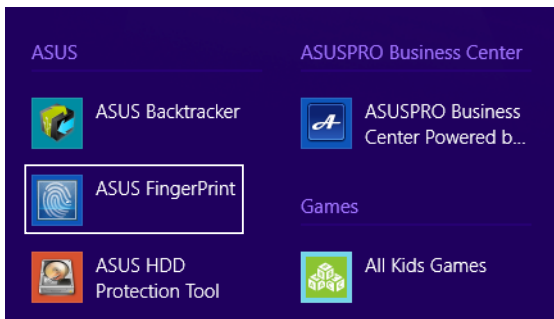 ASUS
ASUS Backtracker
ASUS FingerPrint
ASUS HDD
Protection Tool
ASUSPRO Business Center
ASUSPRO Business
Center Powered b...
Games
All Kids Games